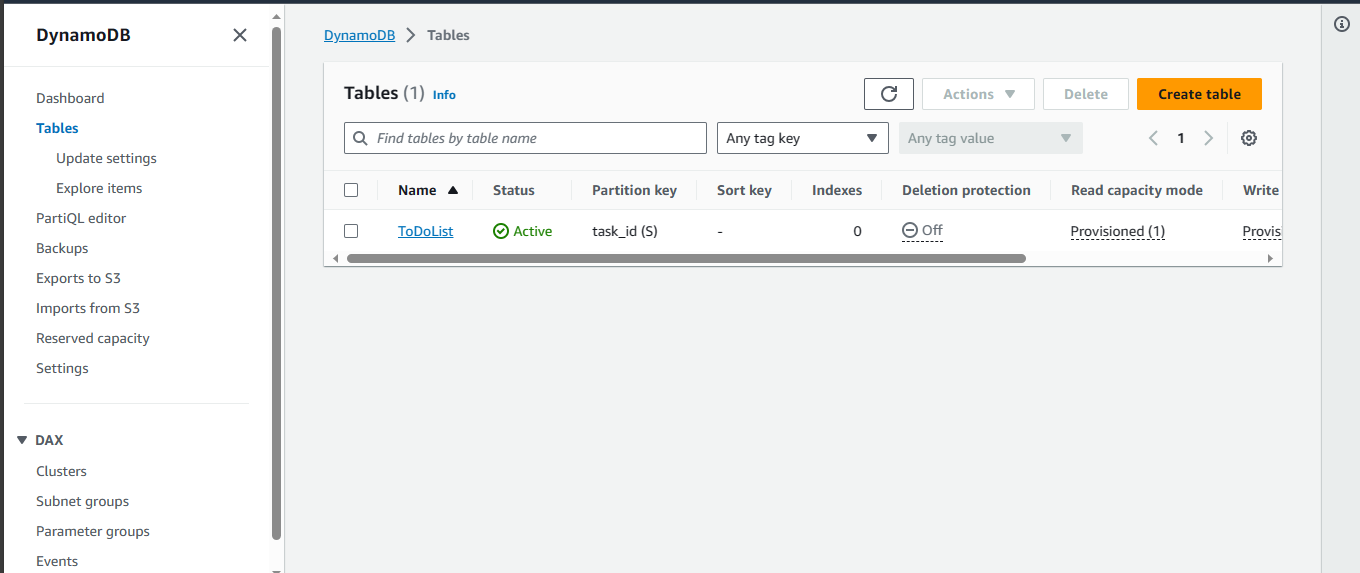 DynamoDB
Dashboard
Tables
Update settings
Explore items
PartiQL editor
Backups
Exports to S3
Imports from S3
Reserved capacity
Settings
DAX
Clusters
Subnet groups
Parameter groups
Events
DynamoDB Tables
Tables (1) Info Actions Delete Create table
Find tables by table name Any tag key Any tag value 1
Name Status Partition key Sort key Indexes Deletion protection Read capacity mode Write
ToDoList Active task_id (S) - 0 Off Provisioned (1) Provis